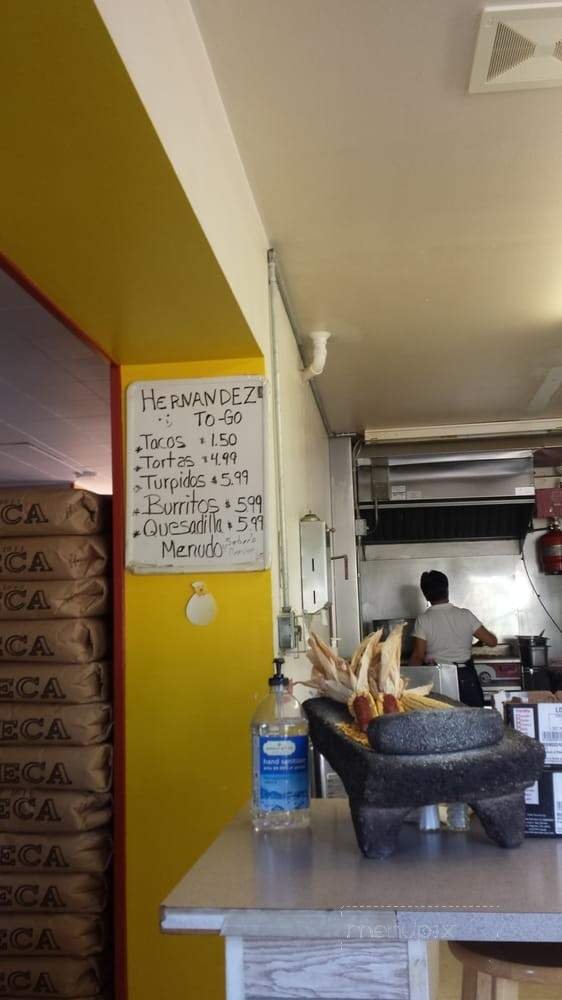 HERNANDEZ
TO-GO
* Tacos $ 1.50
* Tortas $ 4.99
* Turpidos $ 5.99
* Burritos $ 5.99
* Quesadilla $ 5.99
Menudo
CA
ECA
ECA
ECA
ECA
ECA
ECA
ECA
ECA
ECA
ECA
ECA
hand sanitizer
menupix